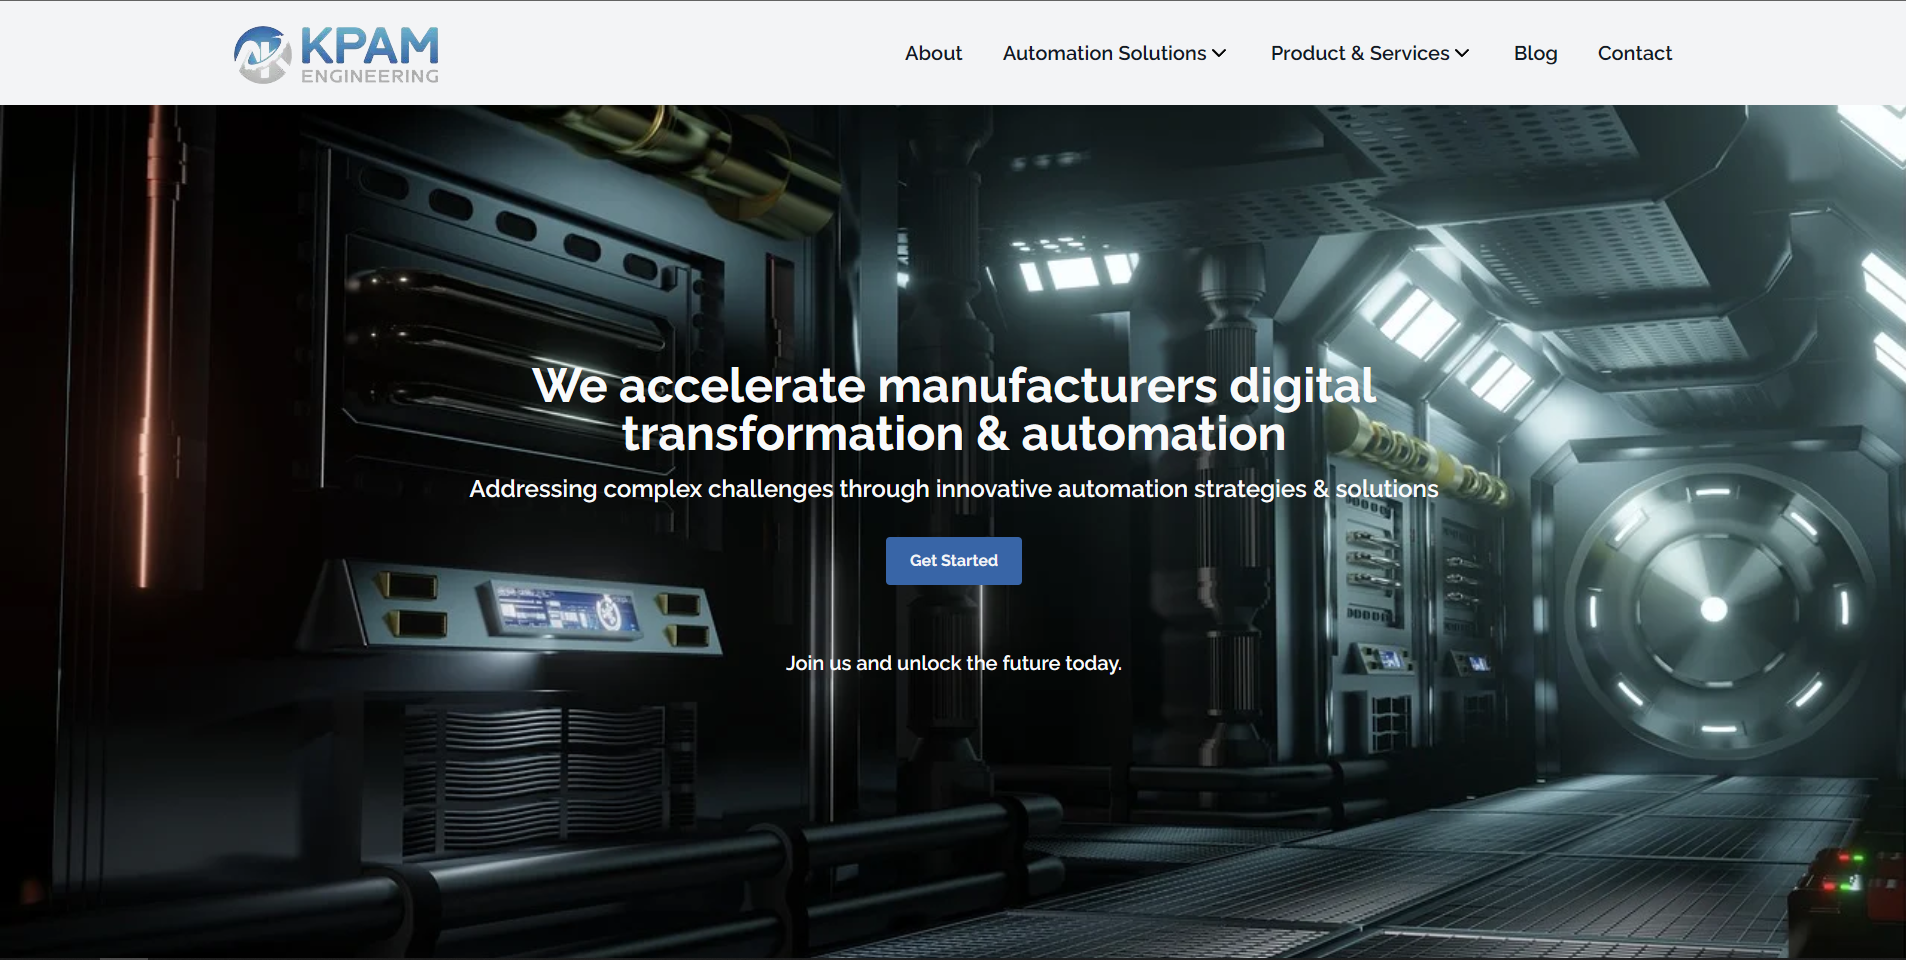 KPAM
ENGINEERING
About Automation Solutions Product & Services Blog Contact
We accelerate manufacturers digital
transformation & automation
Addressing complex challenges through innovative automation strategies & solutions
Get Started
Join us and unlock the future today.